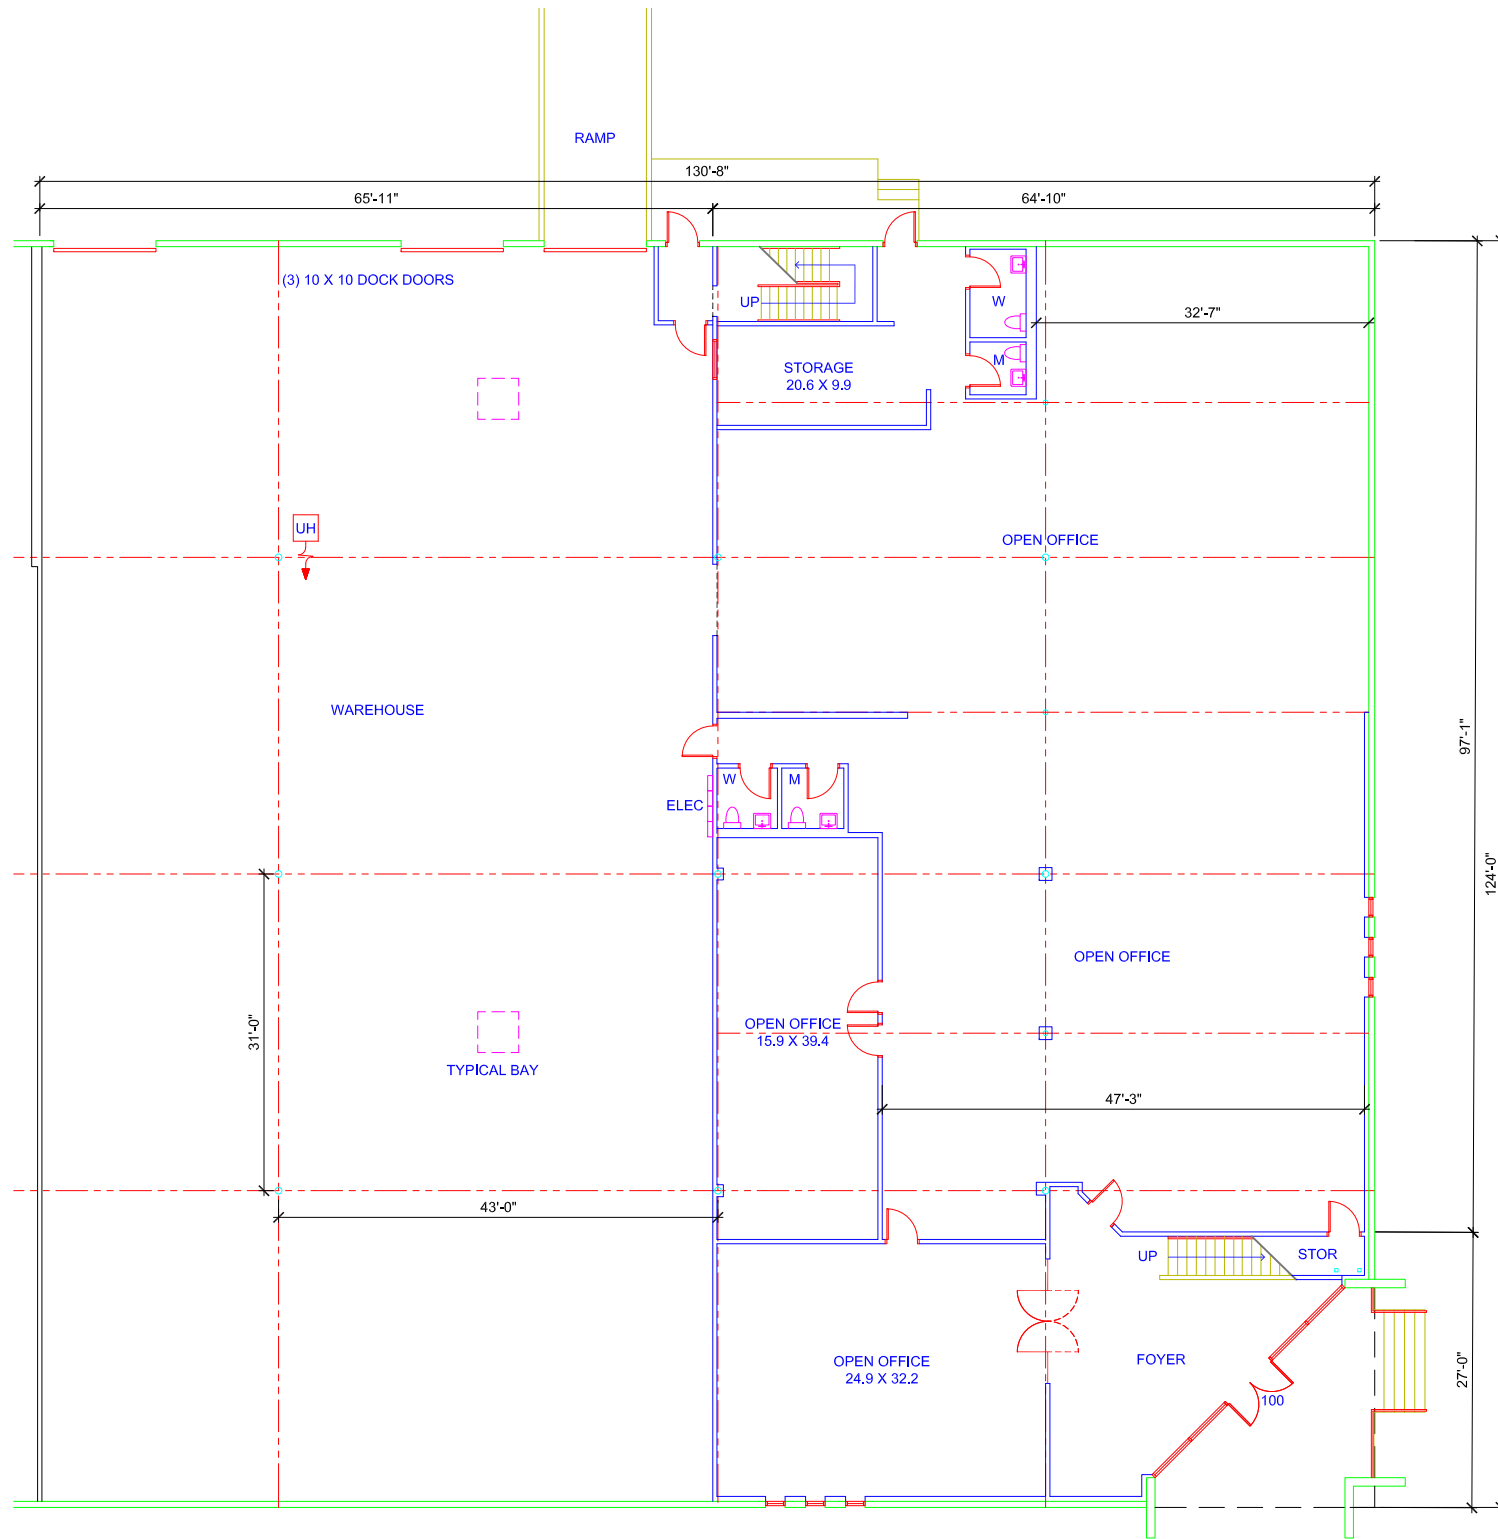 RAMP
130'-8"
65'-11"
64'-10"
(3) 10 X 10 DOCK DOORS
UP
W
32'-7"
M
STORAGE
20.6 X 9.9
UH
OPEN OFFICE
WAREHOUSE
97'-1"
W
M
ELEC
124'-0"
OPEN OFFICE
31'-0"
OPEN OFFICE
15.9 X 39.4
TYPICAL BAY
47'-3"
43'-0"
UP
STOR
OPEN OFFICE
24.9 X 32.2
FOYER
27'-0"
100